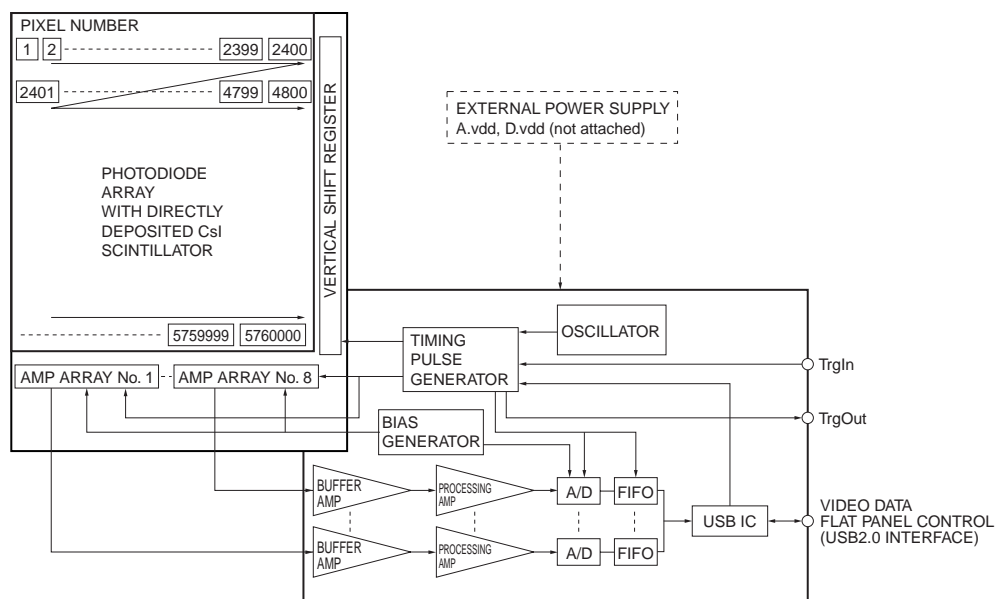 PIXEL NUMBER
1 2 2399 2400
2401 4799 4800
PHOTODIODE
ARRAY
WITH DIRECTLY
DEPOSITED CsI
SCINTILLATOR
5759999 5760000
VERTICAL SHIFT REGISTER
AMP ARRAY No. 1 AMP ARRAY No. 8
EXTERNAL POWER SUPPLY
A.vdd, D.vdd (not attached)
TIMING
PULSE
GENERATOR
OSCILLATOR
TrgIn
TrgOut
BIAS
GENERATOR
BUFFER
AMP
PROCESSING
AMP
A/D
FIFO
BUFFER
AMP
PROCESSING
AMP
A/D
FIFO
USB IC
VIDEO DATA
FLAT PANEL CONTROL
(USB2.0 INTERFACE)